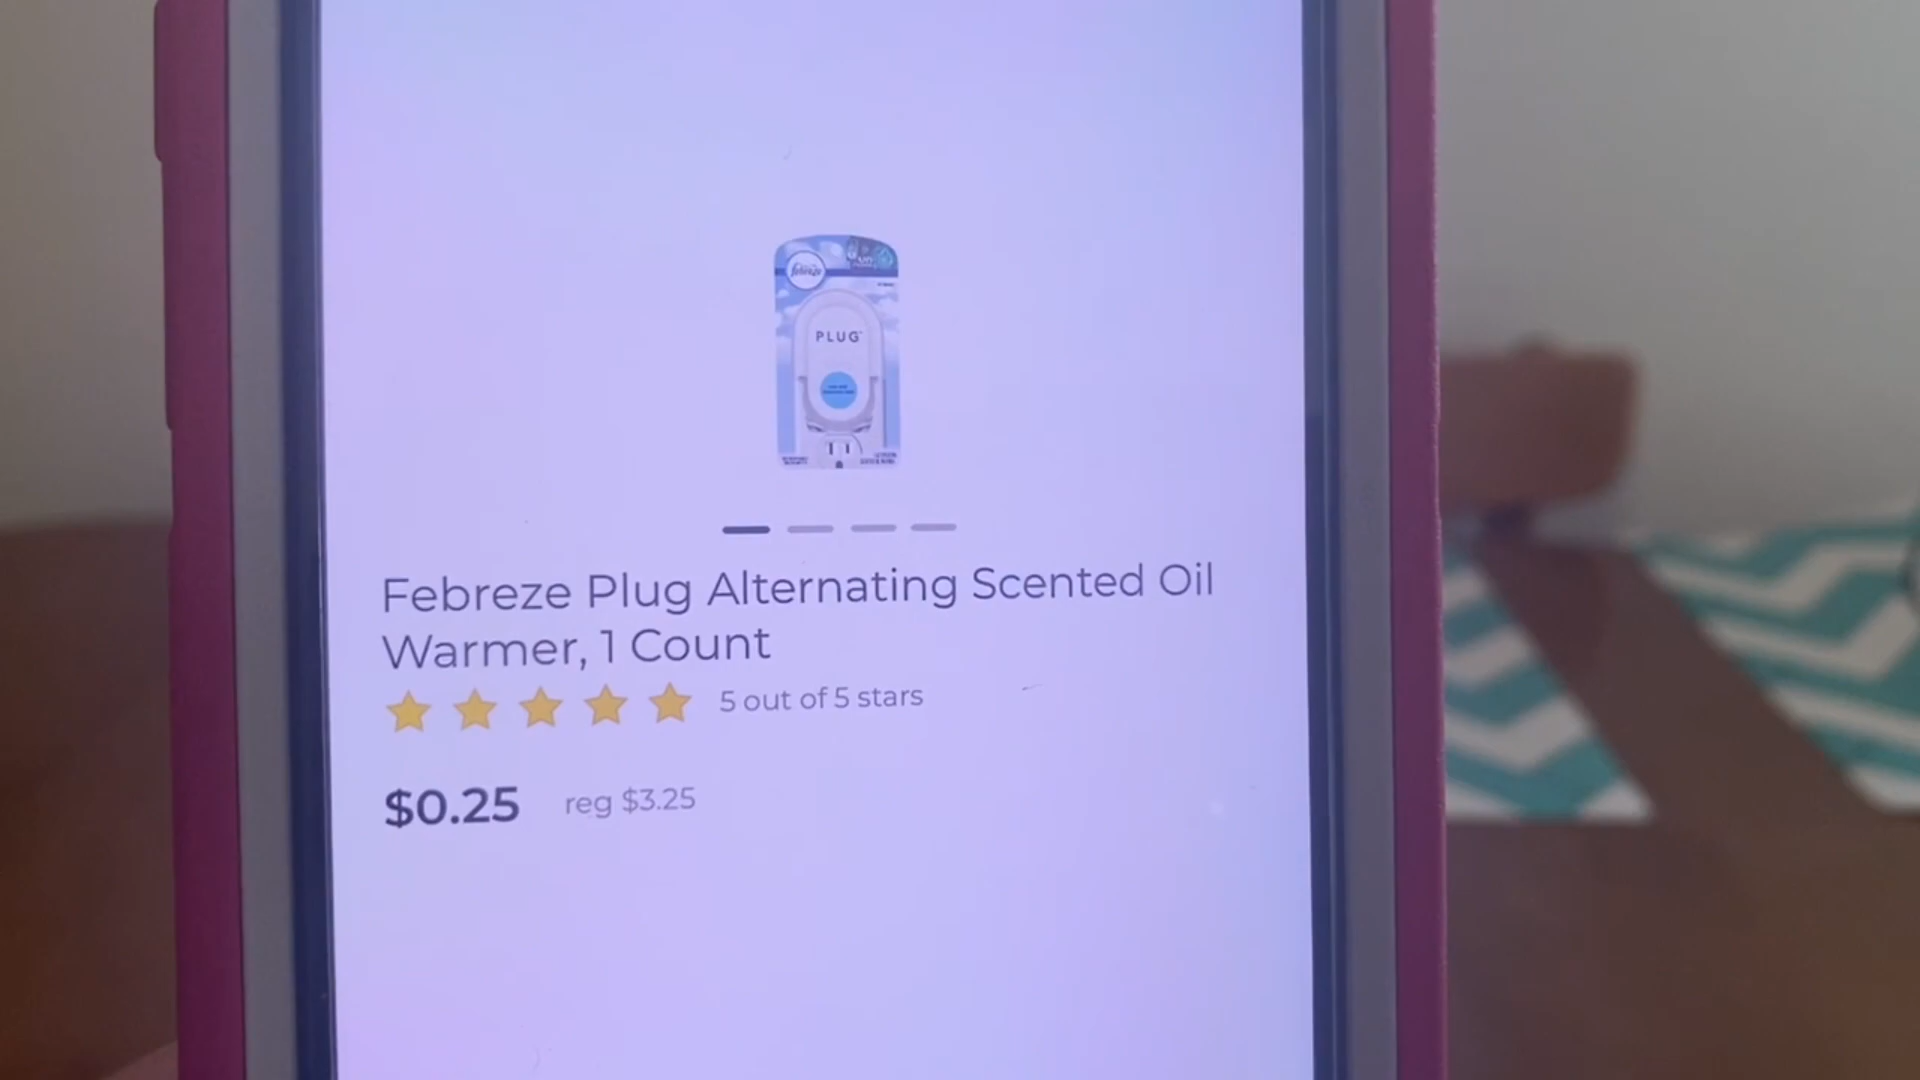 febreze
PLUG
Febreze Plug Alternating Scented Oil
Warmer, 1 Count
5 out of 5 stars
$0.25 reg $3.25